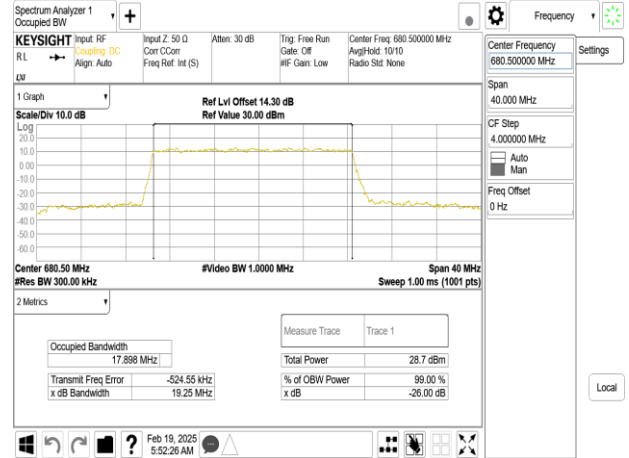 Spectrum Analyzer 1
Occupied BW
Frequency
KEYSIGHT
RL
LXI
Input: RF
Coupling: DC
Align: Auto
Input Z: 50 Ω
Corr CCorr
Freq Ref: Int (S)
Atten: 30 dB
Trig: Free Run
Gate: Off
#IF Gain: Low
Center Freq: 680.500000 MHz
Avg|Hold: 10/10
Radio Std: None
Center Frequency
680.500000 MHz
Settings
Span
40.000 MHz
CF Step
4.000000 MHz
Auto
Man
Freq Offset
0 Hz
1 Graph
Scale/Div 10.0 dB
Ref Lvl Offset 14.30 dB
Ref Value 30.00 dBm
Log
20.0
10.0
0.00
-10.0
-20.0
-30.0
-40.0
-50.0
-60.0
Center 680.50 MHz
#Video BW 1.0000 MHz
Span 40 MHz
#Res BW 300.00 kHz
Sweep 1.00 ms (1001 pts)
2 Metrics
Measure Trace Trace 1
Occupied Bandwidth
17.898 MHz
Total Power 28.7 dBm
Transmit Freq Error -524.55 kHz
% of OBW Power 99.00 %
x dB Bandwidth 19.25 MHz
x dB -26.00 dB
Local
Feb 19, 2025
5:52:26 AM